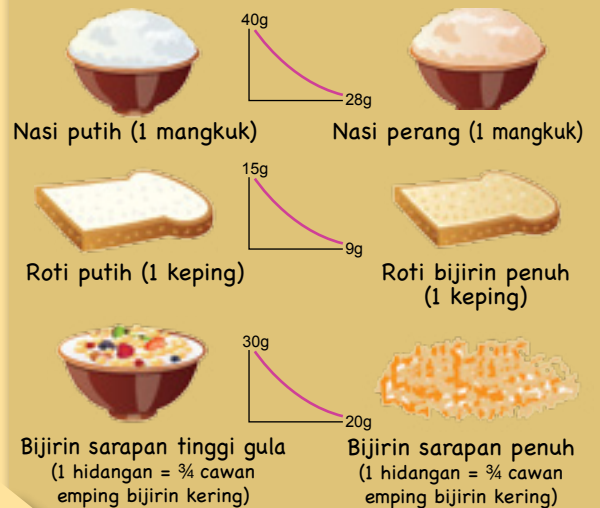 40g
28g
Nasi putih (1 mangkuk)
Nasi perang (1 mangkuk)
15g
9g
Roti putih (1 keping)
Roti bijirin penuh
(1 keping)
30g
20g
Bijirin sarapan tinggi gula
(1 hidangan = ¾ cawan
emping bijirin kering)
Bijirin sarapan penuh
(1 hidangan = ¾ cawan
emping bijirin kering)